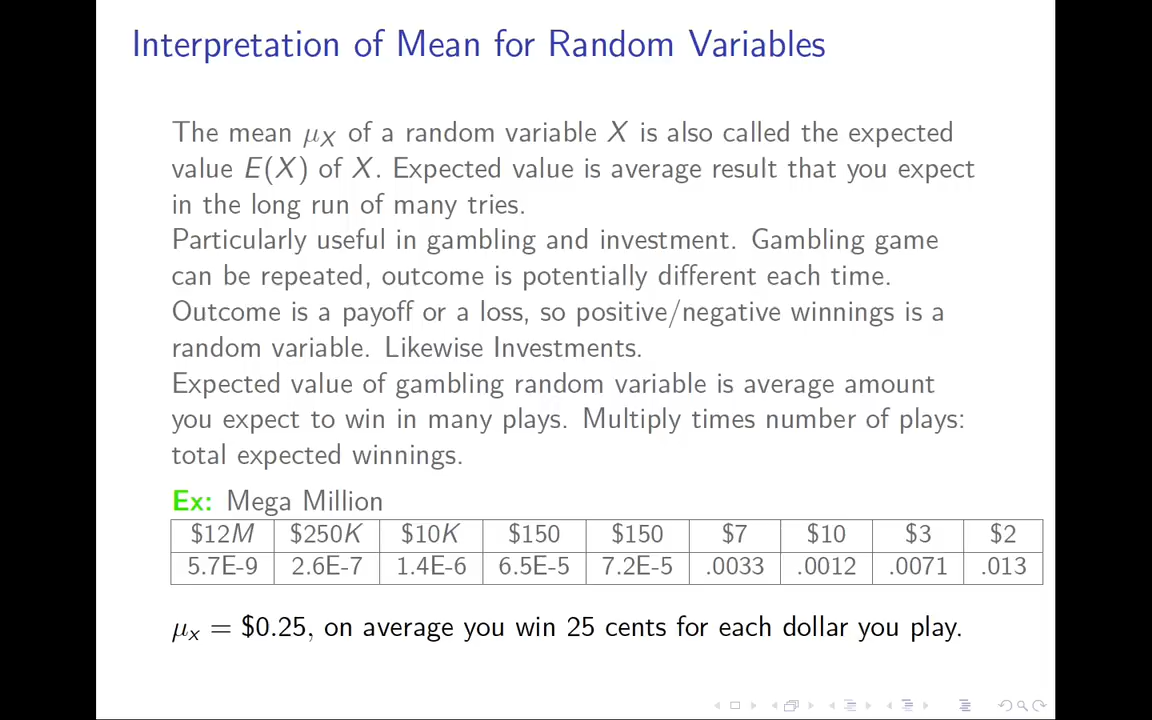 Interpretation of Mean for Random Variables
The mean μX of a random variable X is also called the expected
value E(X) of X. Expected value is average result that you expect
in the long run of many tries.
Particularly useful in gambling and investment. Gambling game
can be repeated, outcome is potentially different each time.
Outcome is a payoff or a loss, so positive/negative winnings is a
random variable. Likewise Investments.
Expected value of gambling random variable is average amount
you expect to win in many plays. Multiply times number of plays:
total expected winnings.
Ex: Mega Million
$12M $250K $10K $150 $150 $7 $10 $3 $2
5.7E-9 2.6E-7 1.4E-6 6.5E-5 7.2E-5 .0033 .0012 .0071 .013
μx = $0.25, on average you win 25 cents for each dollar you play.